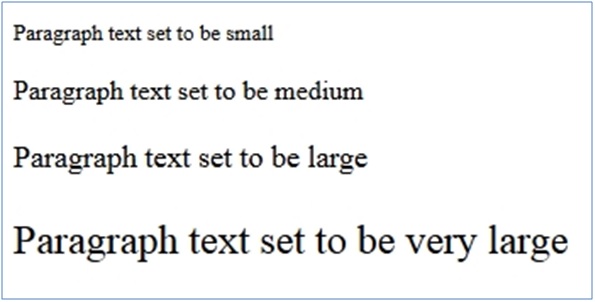 Paragraph text set to be small
Paragraph text set to be medium
Paragraph text set to be large
Paragraph text set to be very large